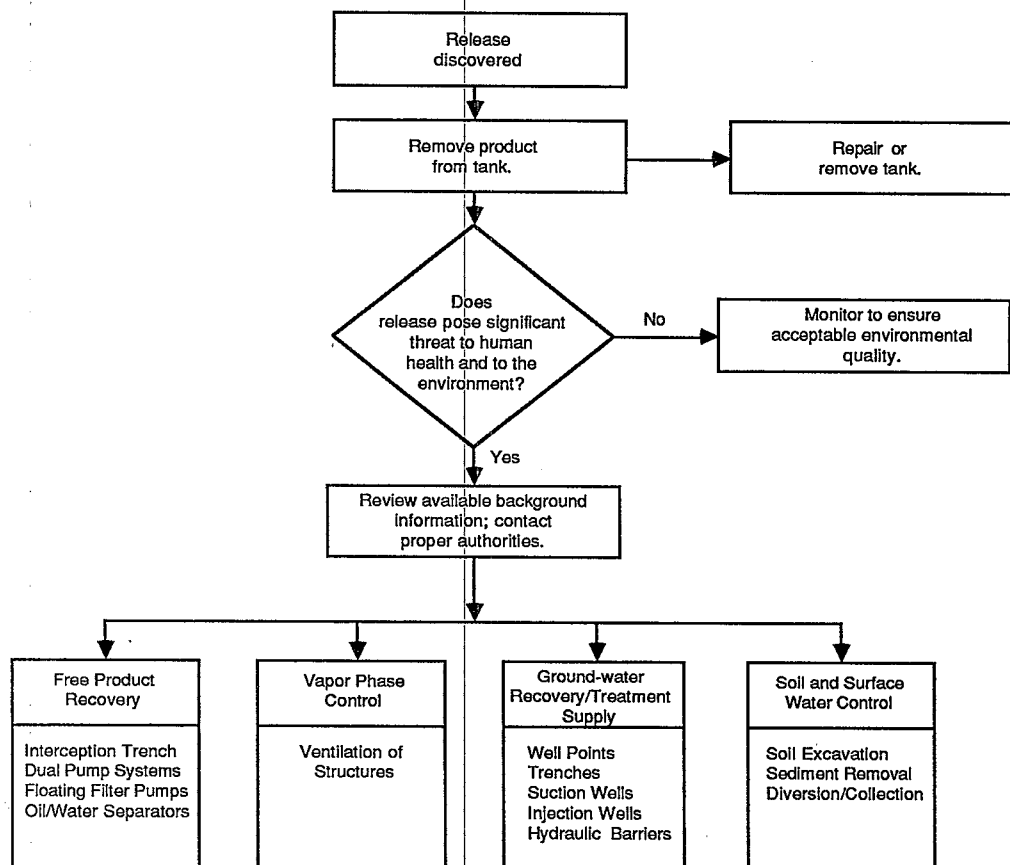 Release
discovered
Remove product
from tank.
Repair or
remove tank.
Does
release pose significant
threat to human
health and to the
environment?
No
Monitor to ensure
acceptable environmental
quality.
Yes
Review available background
information; contact
proper authorities.
Free Product
Recovery
Interception Trench
Dual Pump Systems
Floating Filter Pumps
Oil/Water Separators
Vapor Phase
Control
Ventilation of
Structures
Ground-water
Recovery/Treatment
Supply
Well Points
Trenches
Suction Wells
Injection Wells
Hydraulic Barriers
Soil and Surface
Water Control
Soil Excavation
Sediment Removal
Diversion/Collection